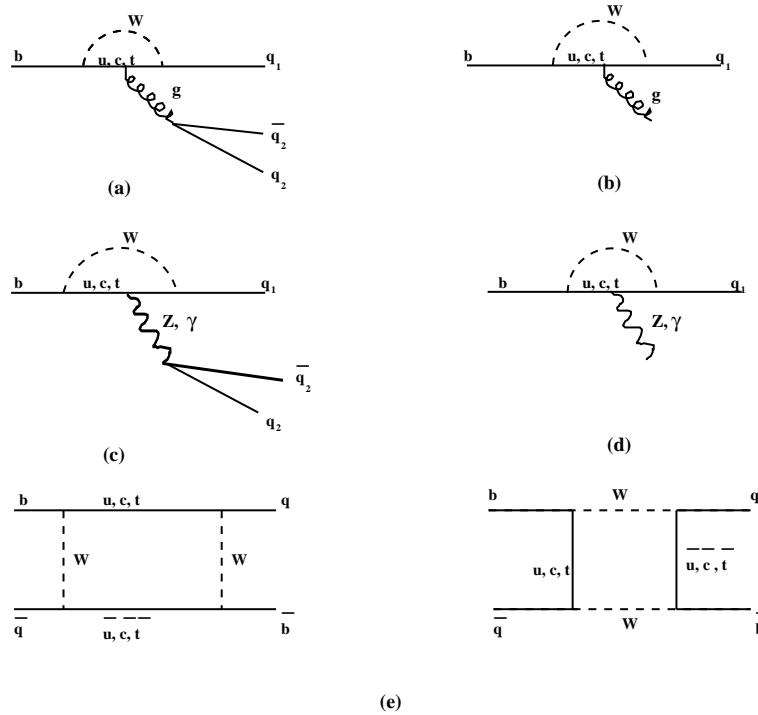 W
b u, c, t q₁
g
q̅₂
q₂
(a)
W
b u, c, t q₁
g
(b)
W
b u, c, t q₁
Z, γ
q̅₂
q₂
(c)
W
b u, c, t q₁
Z, γ
(d)
b u, c, t q
W W
q̅ u̅, c̅, t̅ b̅
b W q
u, c, t u̅, c̅, t̅
q̅ W b̅
(e)